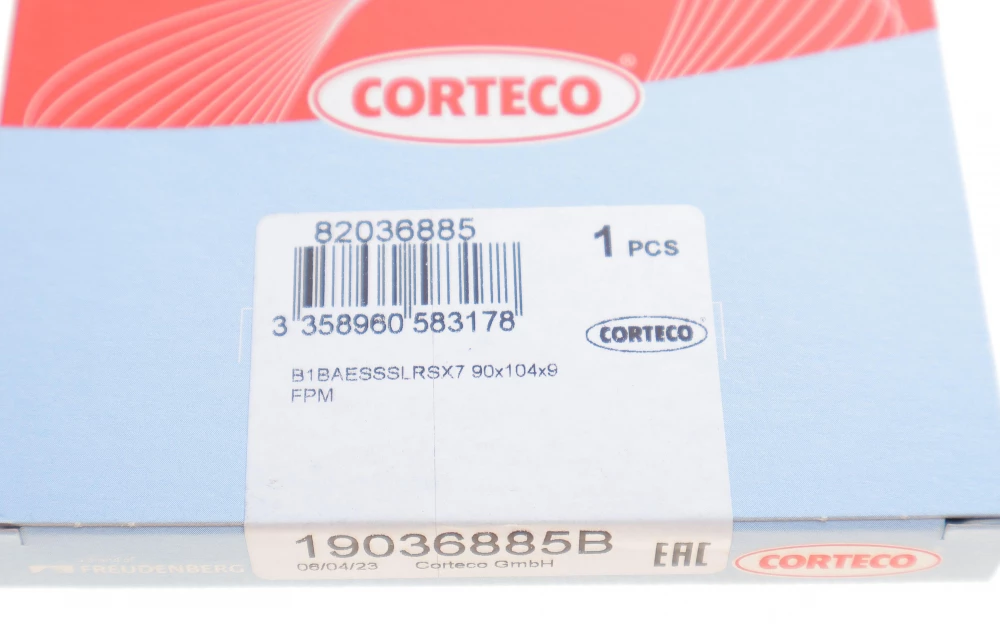 CORTECO
82036885
1 PCS
3 358960 583178
CORTECO
B1BAESSSLRSX7 90x104x9
FPM
19036885B
EAC
06/04/23 Corteco GmbH
CORTECO
FREUDENBERG